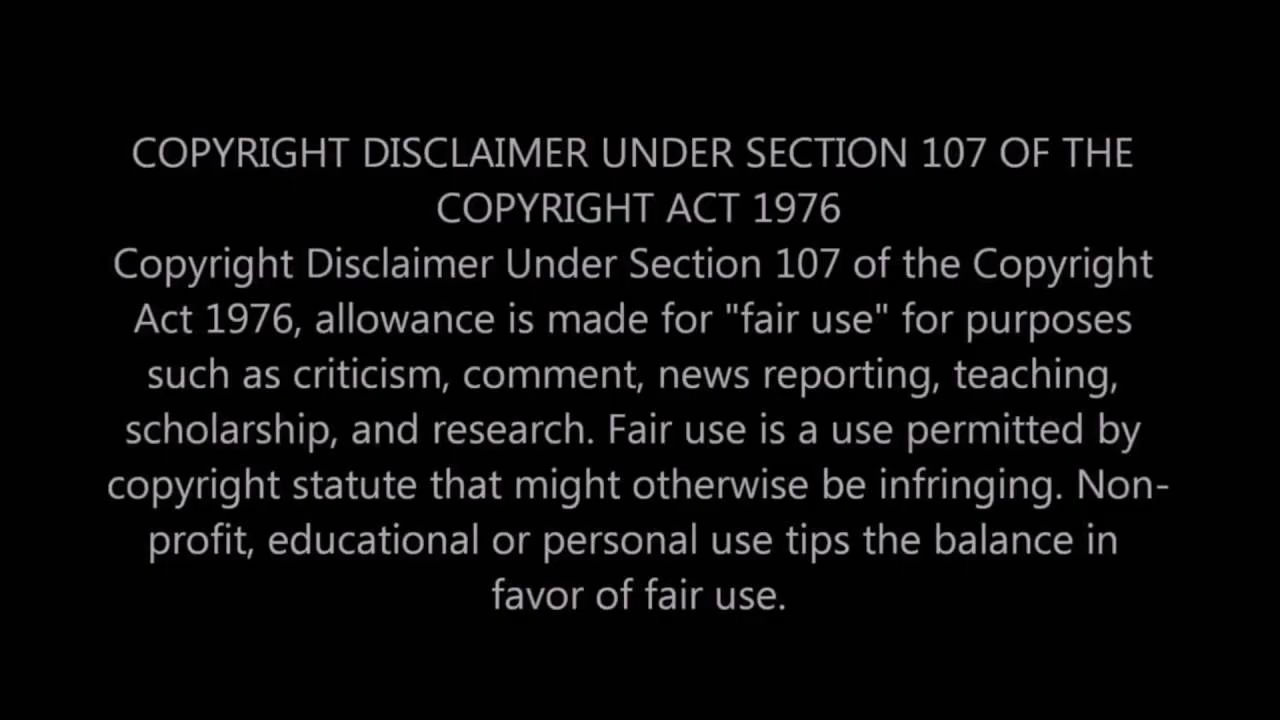 COPYRIGHT DISCLAIMER UNDER SECTION 107 OF THE
COPYRIGHT ACT 1976
Copyright Disclaimer Under Section 107 of the Copyright
Act 1976, allowance is made for "fair use" for purposes
such as criticism, comment, news reporting, teaching,
scholarship, and research. Fair use is a use permitted by
copyright statute that might otherwise be infringing. Non-
profit, educational or personal use tips the balance in
favor of fair use.